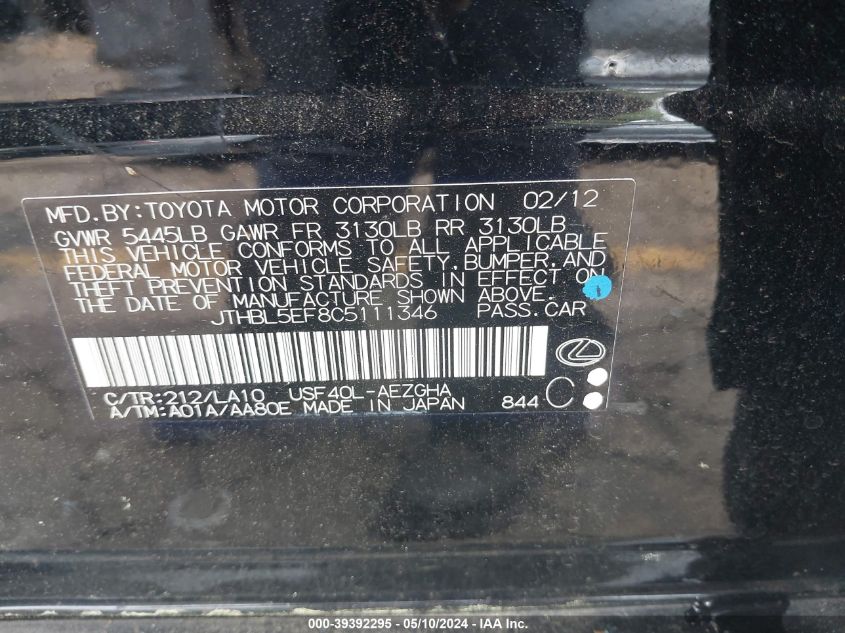 MFD.BY:TOYOTA MOTOR CORPORATION 02/12
GVWR 5445LB GAWR FR 3130LB RR 3130LB
THIS VEHICLE CONFORMS TO ALL APPLICABLE
FEDERAL MOTOR VEHICLE SAFETY,BUMPER,AND
THEFT PREVENTION STANDARDS IN EFFECT ON
THE DATE OF MANUFACTURE SHOWN ABOVE.
JTHBL5EF8C5111346 PASS.CAR
C/TR:212/LA10 USF40L-AEZGHA
A/TM:A01A/AA80E MADE IN JAPAN 844 C
000-39392295 - 05/10/2024 - IAA Inc.